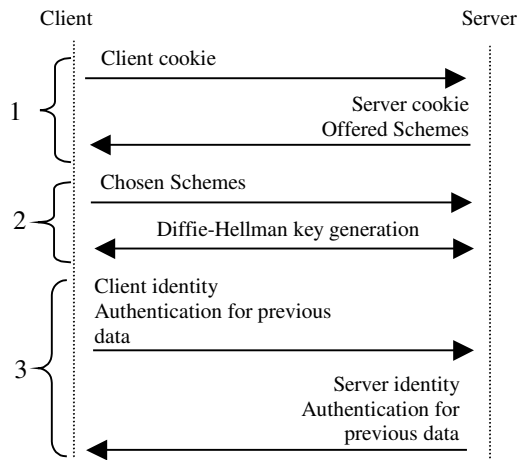 Client
Server
Client cookie
1
Server cookie
Offered Schemes
Chosen Schemes
2
Diffie-Hellman key generation
Client identity
Authentication for previous
data
3
Server identity
Authentication for
previous data